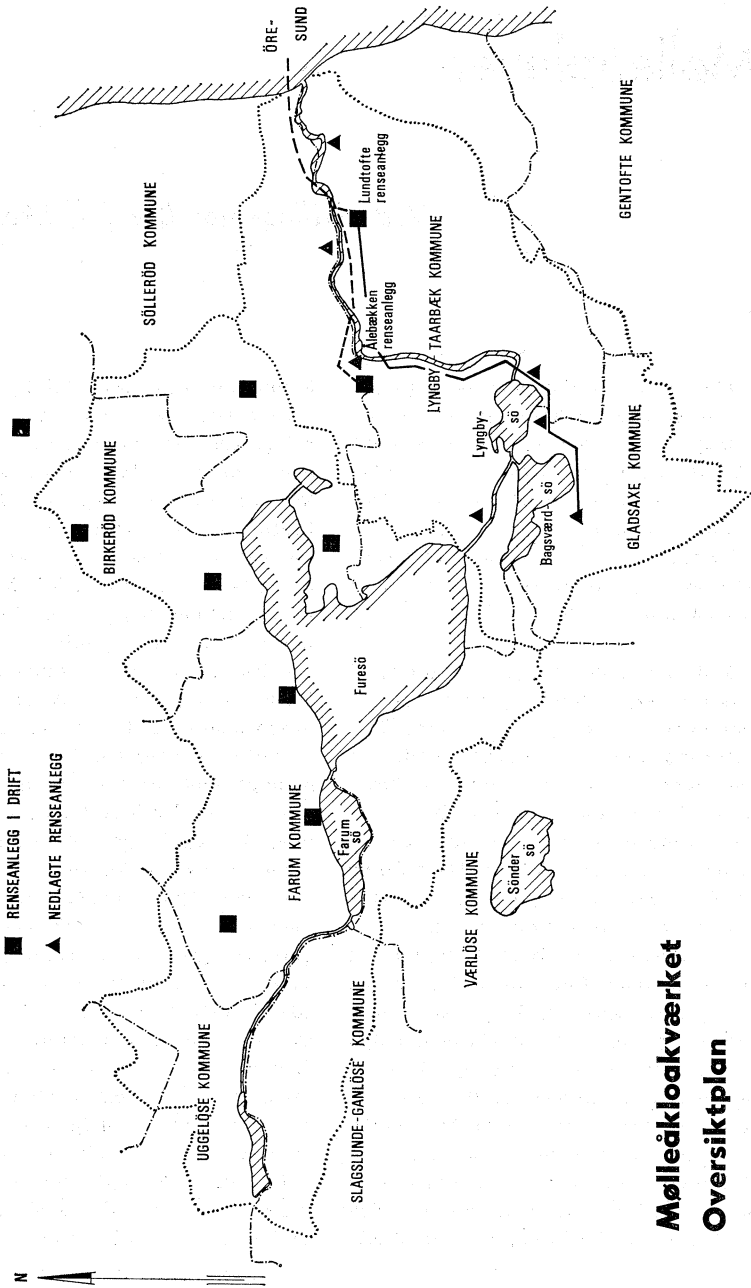 N
RENSEANLEGG I DRIFT
NEDLAGTE RENSEANLEGG
ÖRE-
SUND
SÖLLERÖD KOMMUNE
BIRKERÖD KOMMUNE
UGGELÖSE KOMMUNE
FARUM KOMMUNE
SLAGSLUNDE-GANLÖSE KOMMUNE
VÆRLÖSE KOMMUNE
Farum
sö
Furesö
Sönder
sö
Bagsværd-
sö
Lyngby-
sö
Ålebækken
renseanlegg
Lundtofte
renseanlegg
LYNGBY-TAARBÆK KOMMUNE
GLADSAXE KOMMUNE
GENTOFTE KOMMUNE
Mølleåkloakværket
Oversiktplan